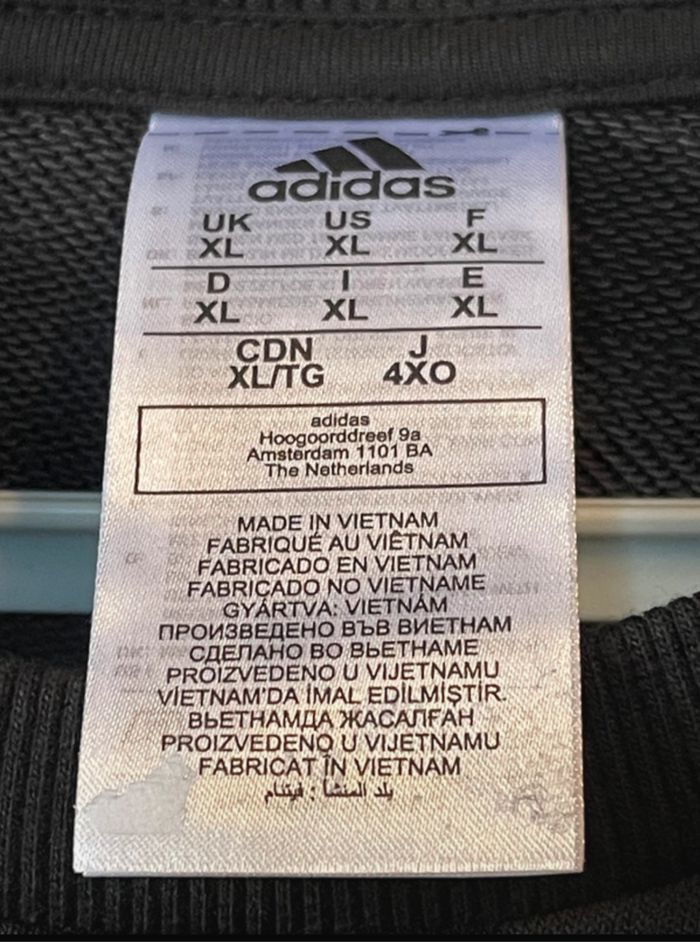 adidas
UK US F
XL XL XL
D I E
XL XL XL
CDN J
XL/TG 4XO
adidas
Hoogoorddreef 9a
Amsterdam 1101 BA
The Netherlands
MADE IN VIETNAM
FABRIQUÉ AU VIÊTNAM
FABRICADO EN VIETNAM
FABRICADO NO VIETNAME
GYÁRTVA: VIETNÁM
ПРОИЗВЕДЕНО ВЪВ ВИЕТНАМ
СДЕЛАНО ВО ВЬЕТНАМЕ
PROIZVEDENO U VIJETNAMU
VİETNAM'DA İMAL EDİLMİŞTİR.
ВЬЕТНАМДА ЖАСАЛҒАН
PROIZVEDENO U VIJETNAMU
FABRICAT ÎN VIETNAM
بلد المنشأ : فيتنام